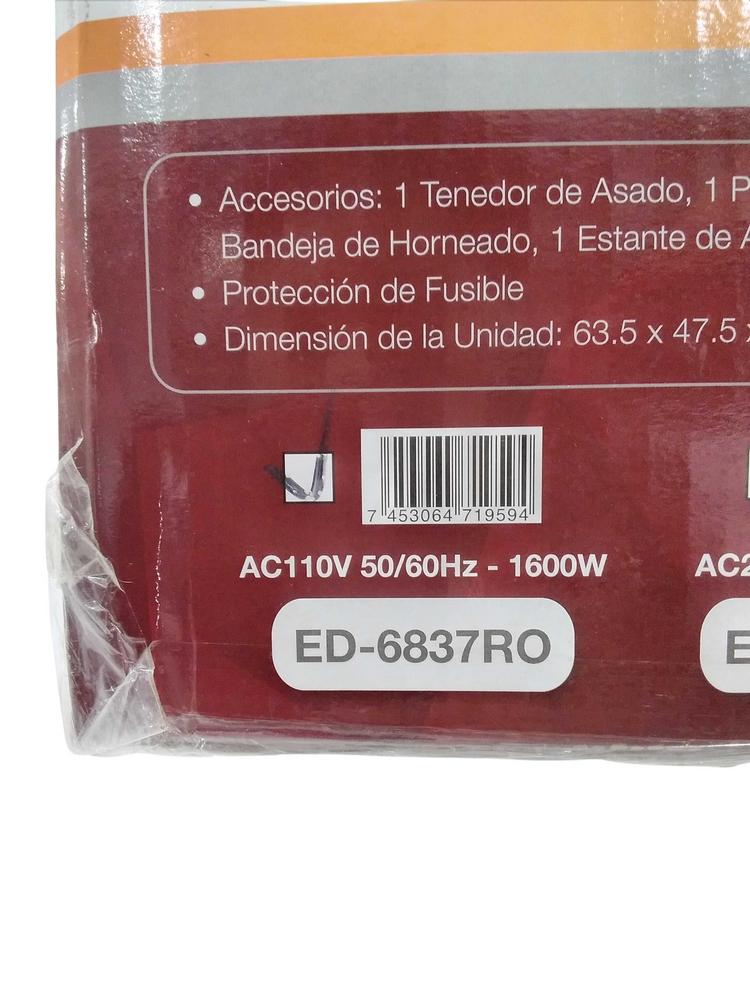 • Accesorios: 1 Tenedor de Asado, 1 P
Bandeja de Horneado, 1 Estante de A
• Protección de Fusible
• Dimensión de la Unidad: 63.5 x 47.5 x
7 453064 719594
AC110V 50/60Hz - 1600W
AC2
ED-6837RO
E